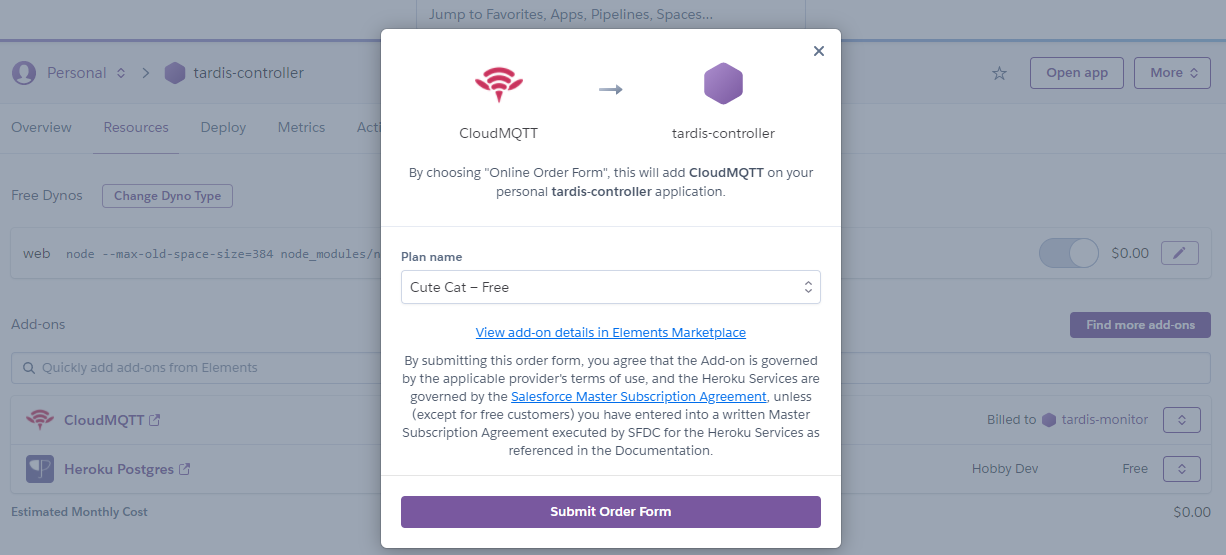 Jump to Favorites, Apps, Pipelines, Spaces...
Personal
tardis-controller
Open app
More
Overview
Resources
Deploy
Metrics
Acti
CloudMQTT
tardis-controller
By choosing "Online Order Form", this will add CloudMQTT on your
personal tardis-controller application.
Free Dynos
Change Dyno Type
web
node --max-old-space-size=384 node_modules/n
$0.00
Plan name
Cute Cat – Free
View add-on details in Elements Marketplace
By submitting this order form, you agree that the Add-on is governed
by the applicable provider's terms of use, and the Heroku Services are
governed by the Salesforce Master Subscription Agreement, unless
(except for free customers) you have entered into a written Master
Subscription Agreement executed by SFDC for the Heroku Services as
referenced in the Documentation.
Submit Order Form
Add-ons
Find more add-ons
Quickly add add-ons from Elements
CloudMQTT
Billed to
tardis-monitor
Heroku Postgres
Hobby Dev
Free
Estimated Monthly Cost
$0.00